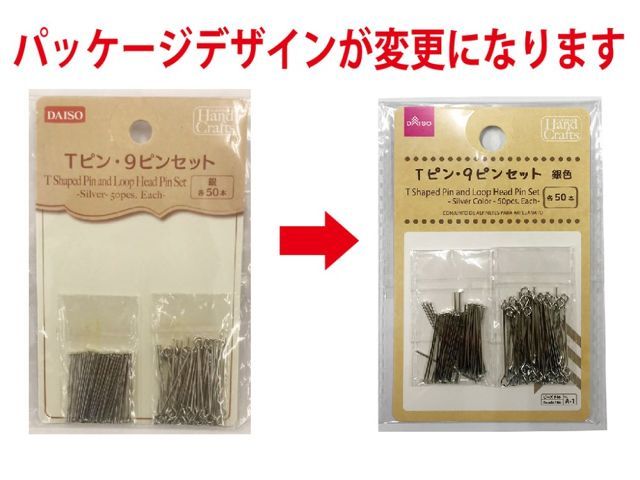 パッケージデザインが変更になります
DAISO
Hand
Crafts
Tピン・9ピンセット
T Shaped Pin and Loop Head Pin Set
-Silver- 50pcs. Each-
銀
各50本
DAISO
Hand
Crafts
Tピン・9ピンセット 銀色
T Shaped Pin and Loop Head Pin Set
- Silver Color - 50pcs. Each-
各50本
A-1